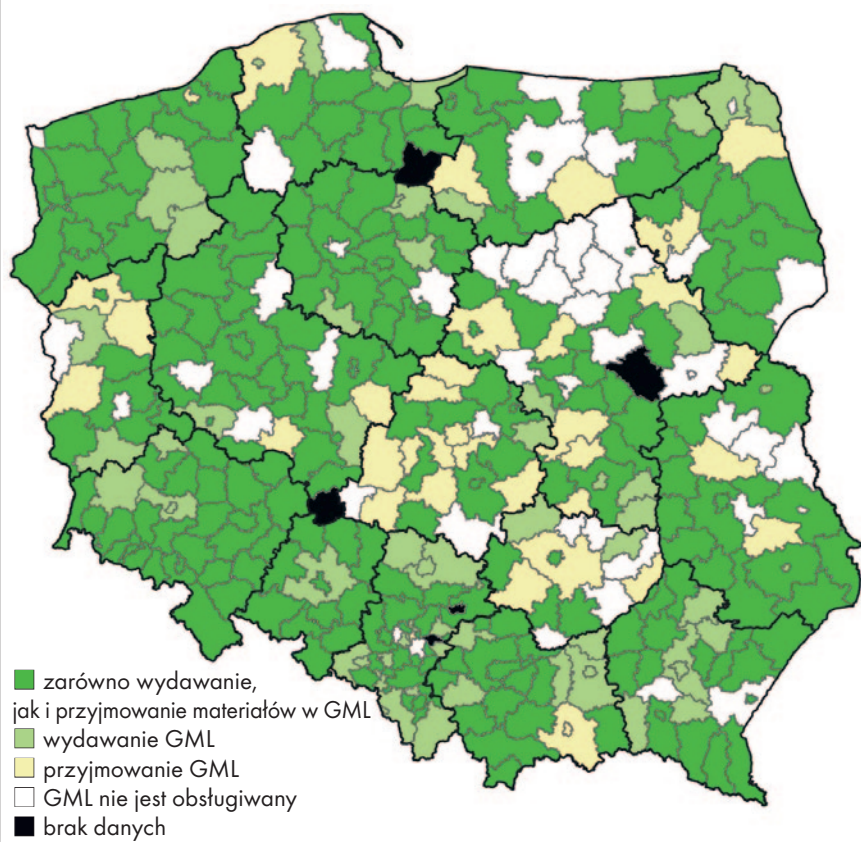 zarówno wydawanie,
jak i przyjmowanie materiałów w GML
wydawanie GML
przyjmowanie GML
GML nie jest obsługiwany
brak danych